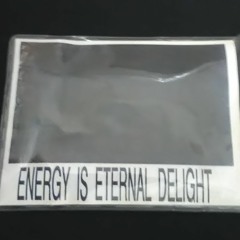 ENERGY IS ETERNAL DELIGHT